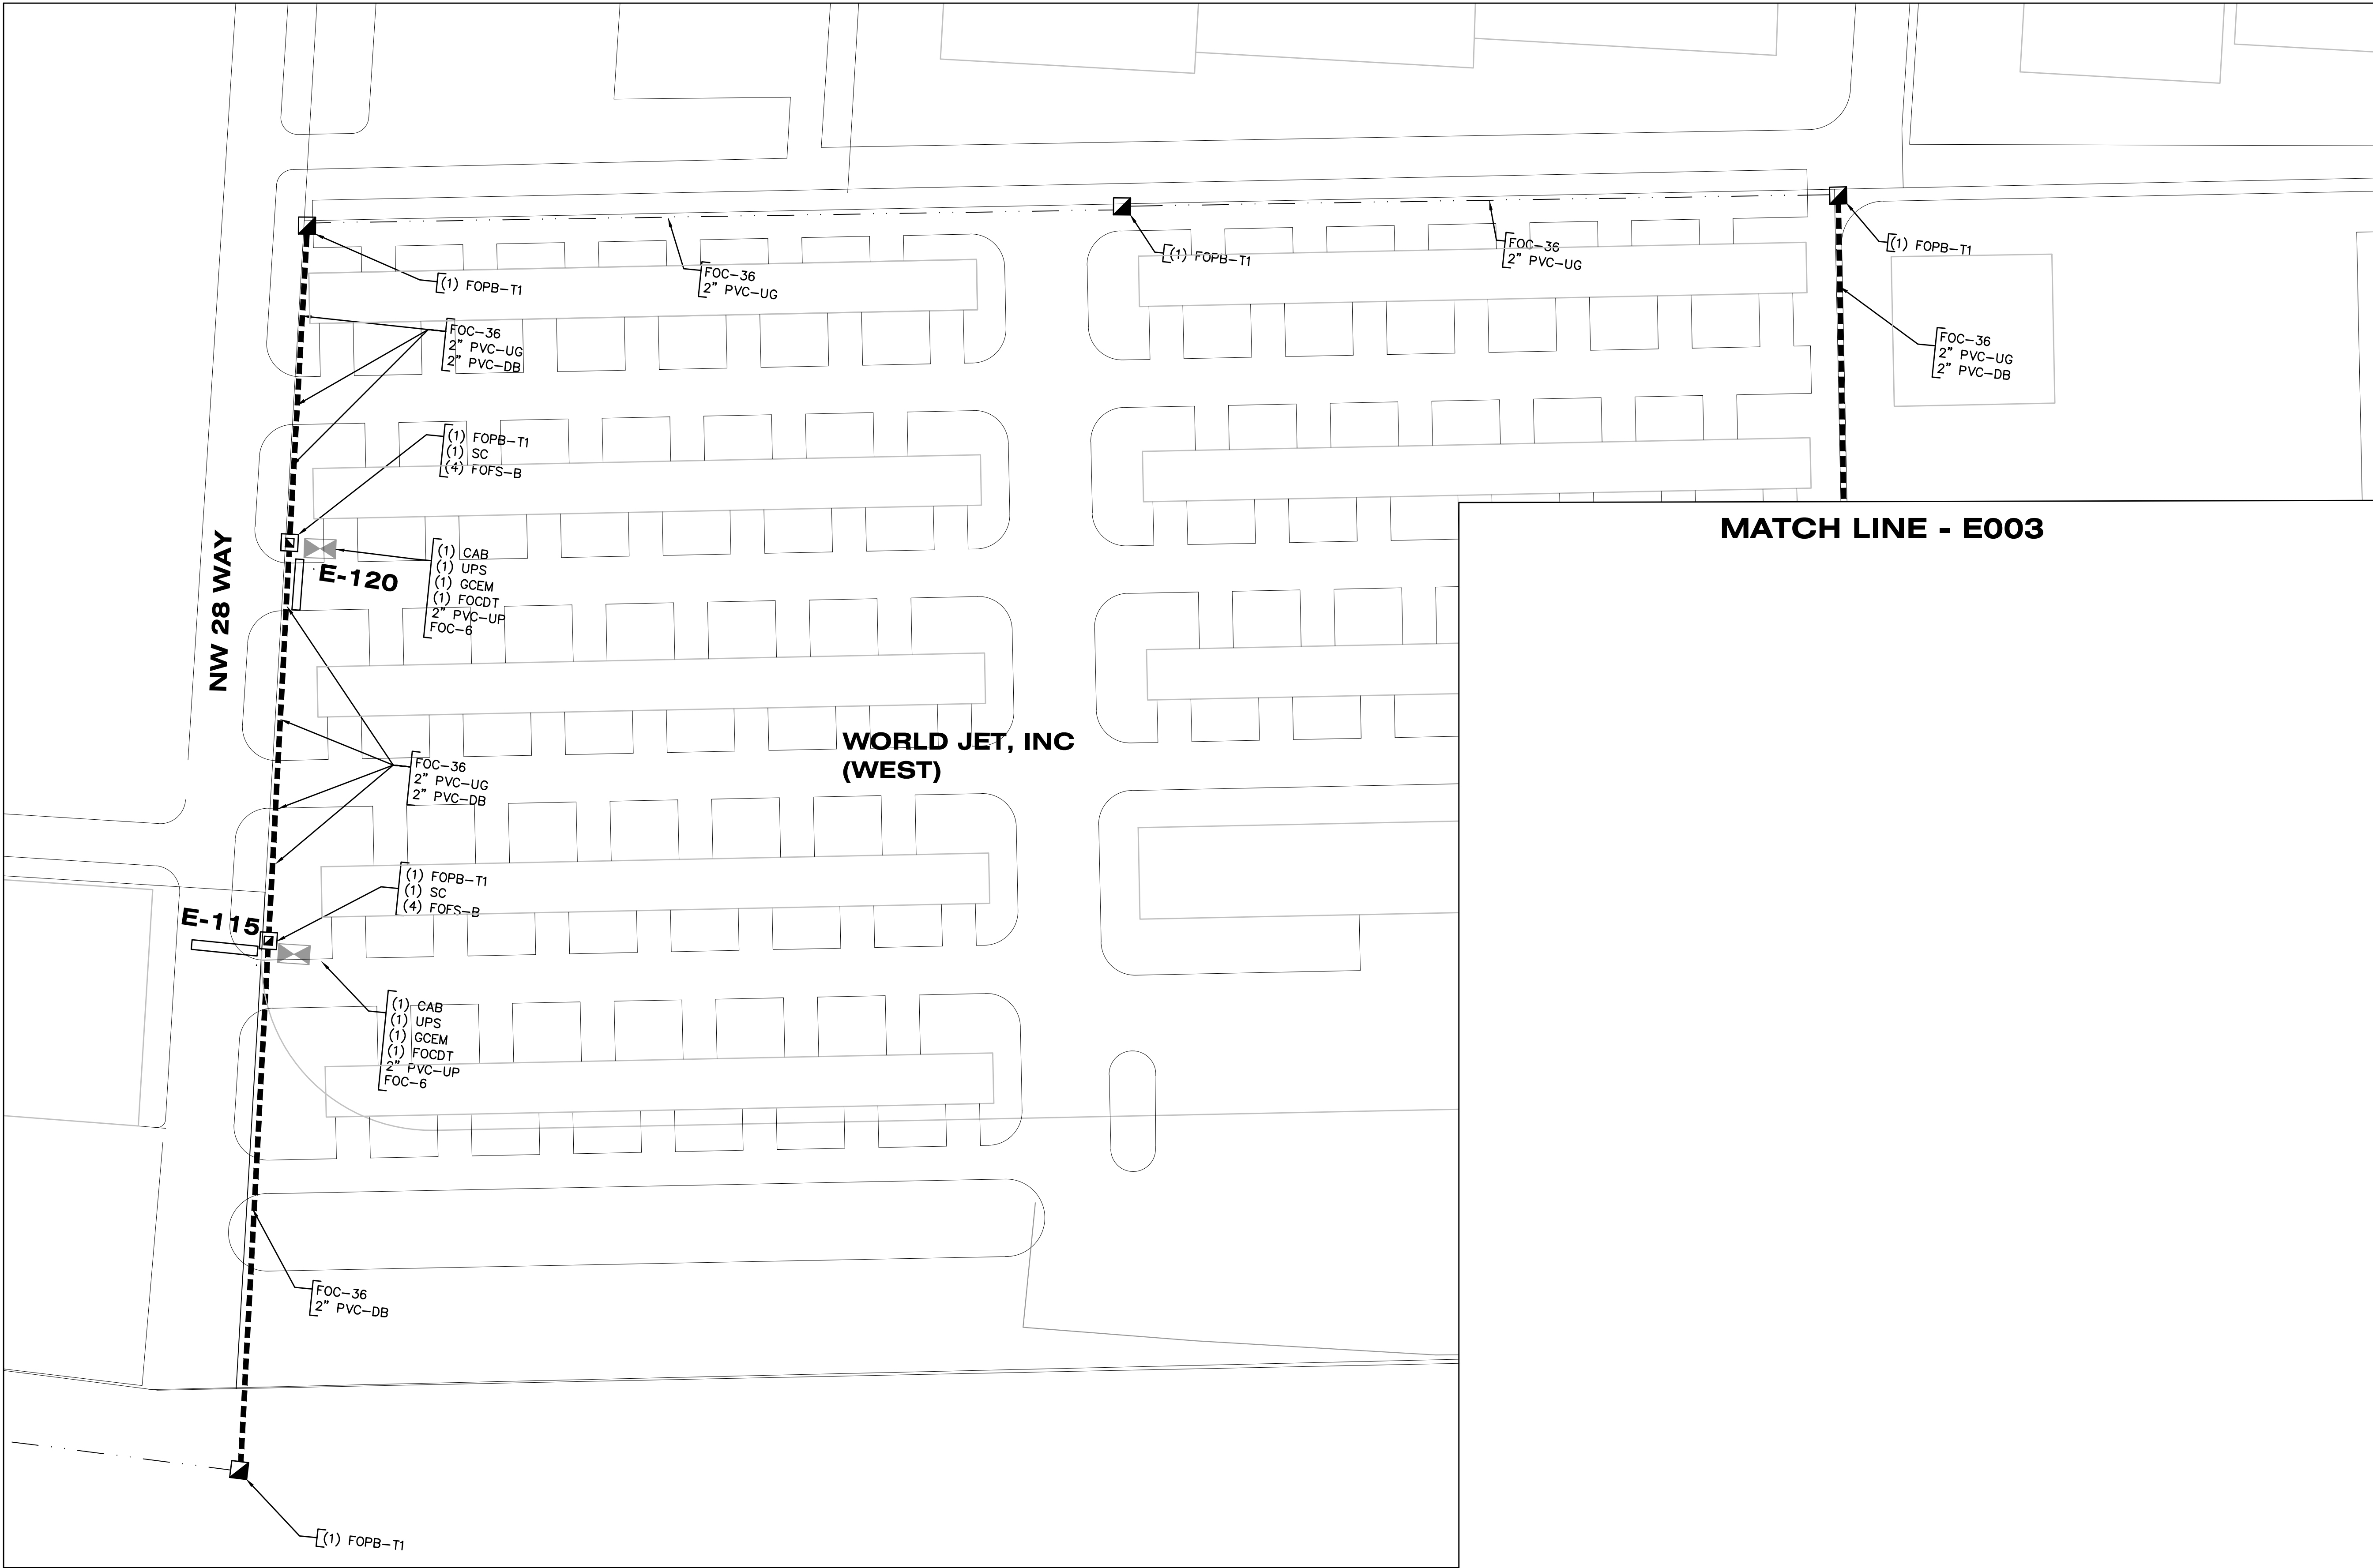 (1) FOPB-T1
FOC-36
2" PVC-UG
(1) FOPB-T1
FOC-36
2" PVC-UG
(1) FOPB-T1
FOC-36
2" PVC-UG
2" PVC-DB
FOC-36
2" PVC-UG
2" PVC-DB
(1) FOPB-T1
(1) SC
(4) FOFS-B
MATCH LINE - E003
NW 28 WAY
E-120
(1) CAB
(1) UPS
(1) GCEM
(1) FOCDT
2" PVC-UP
FOC-6
WORLD JET, INC
(WEST)
FOC-36
2" PVC-UG
2" PVC-DB
(1) FOPB-T1
(1) SC
(4) FOFS-B
E-115
(1) CAB
(1) UPS
(1) GCEM
(1) FOCDT
2" PVC-UP
FOC-6
FOC-36
2" PVC-DB
(1) FOPB-T1